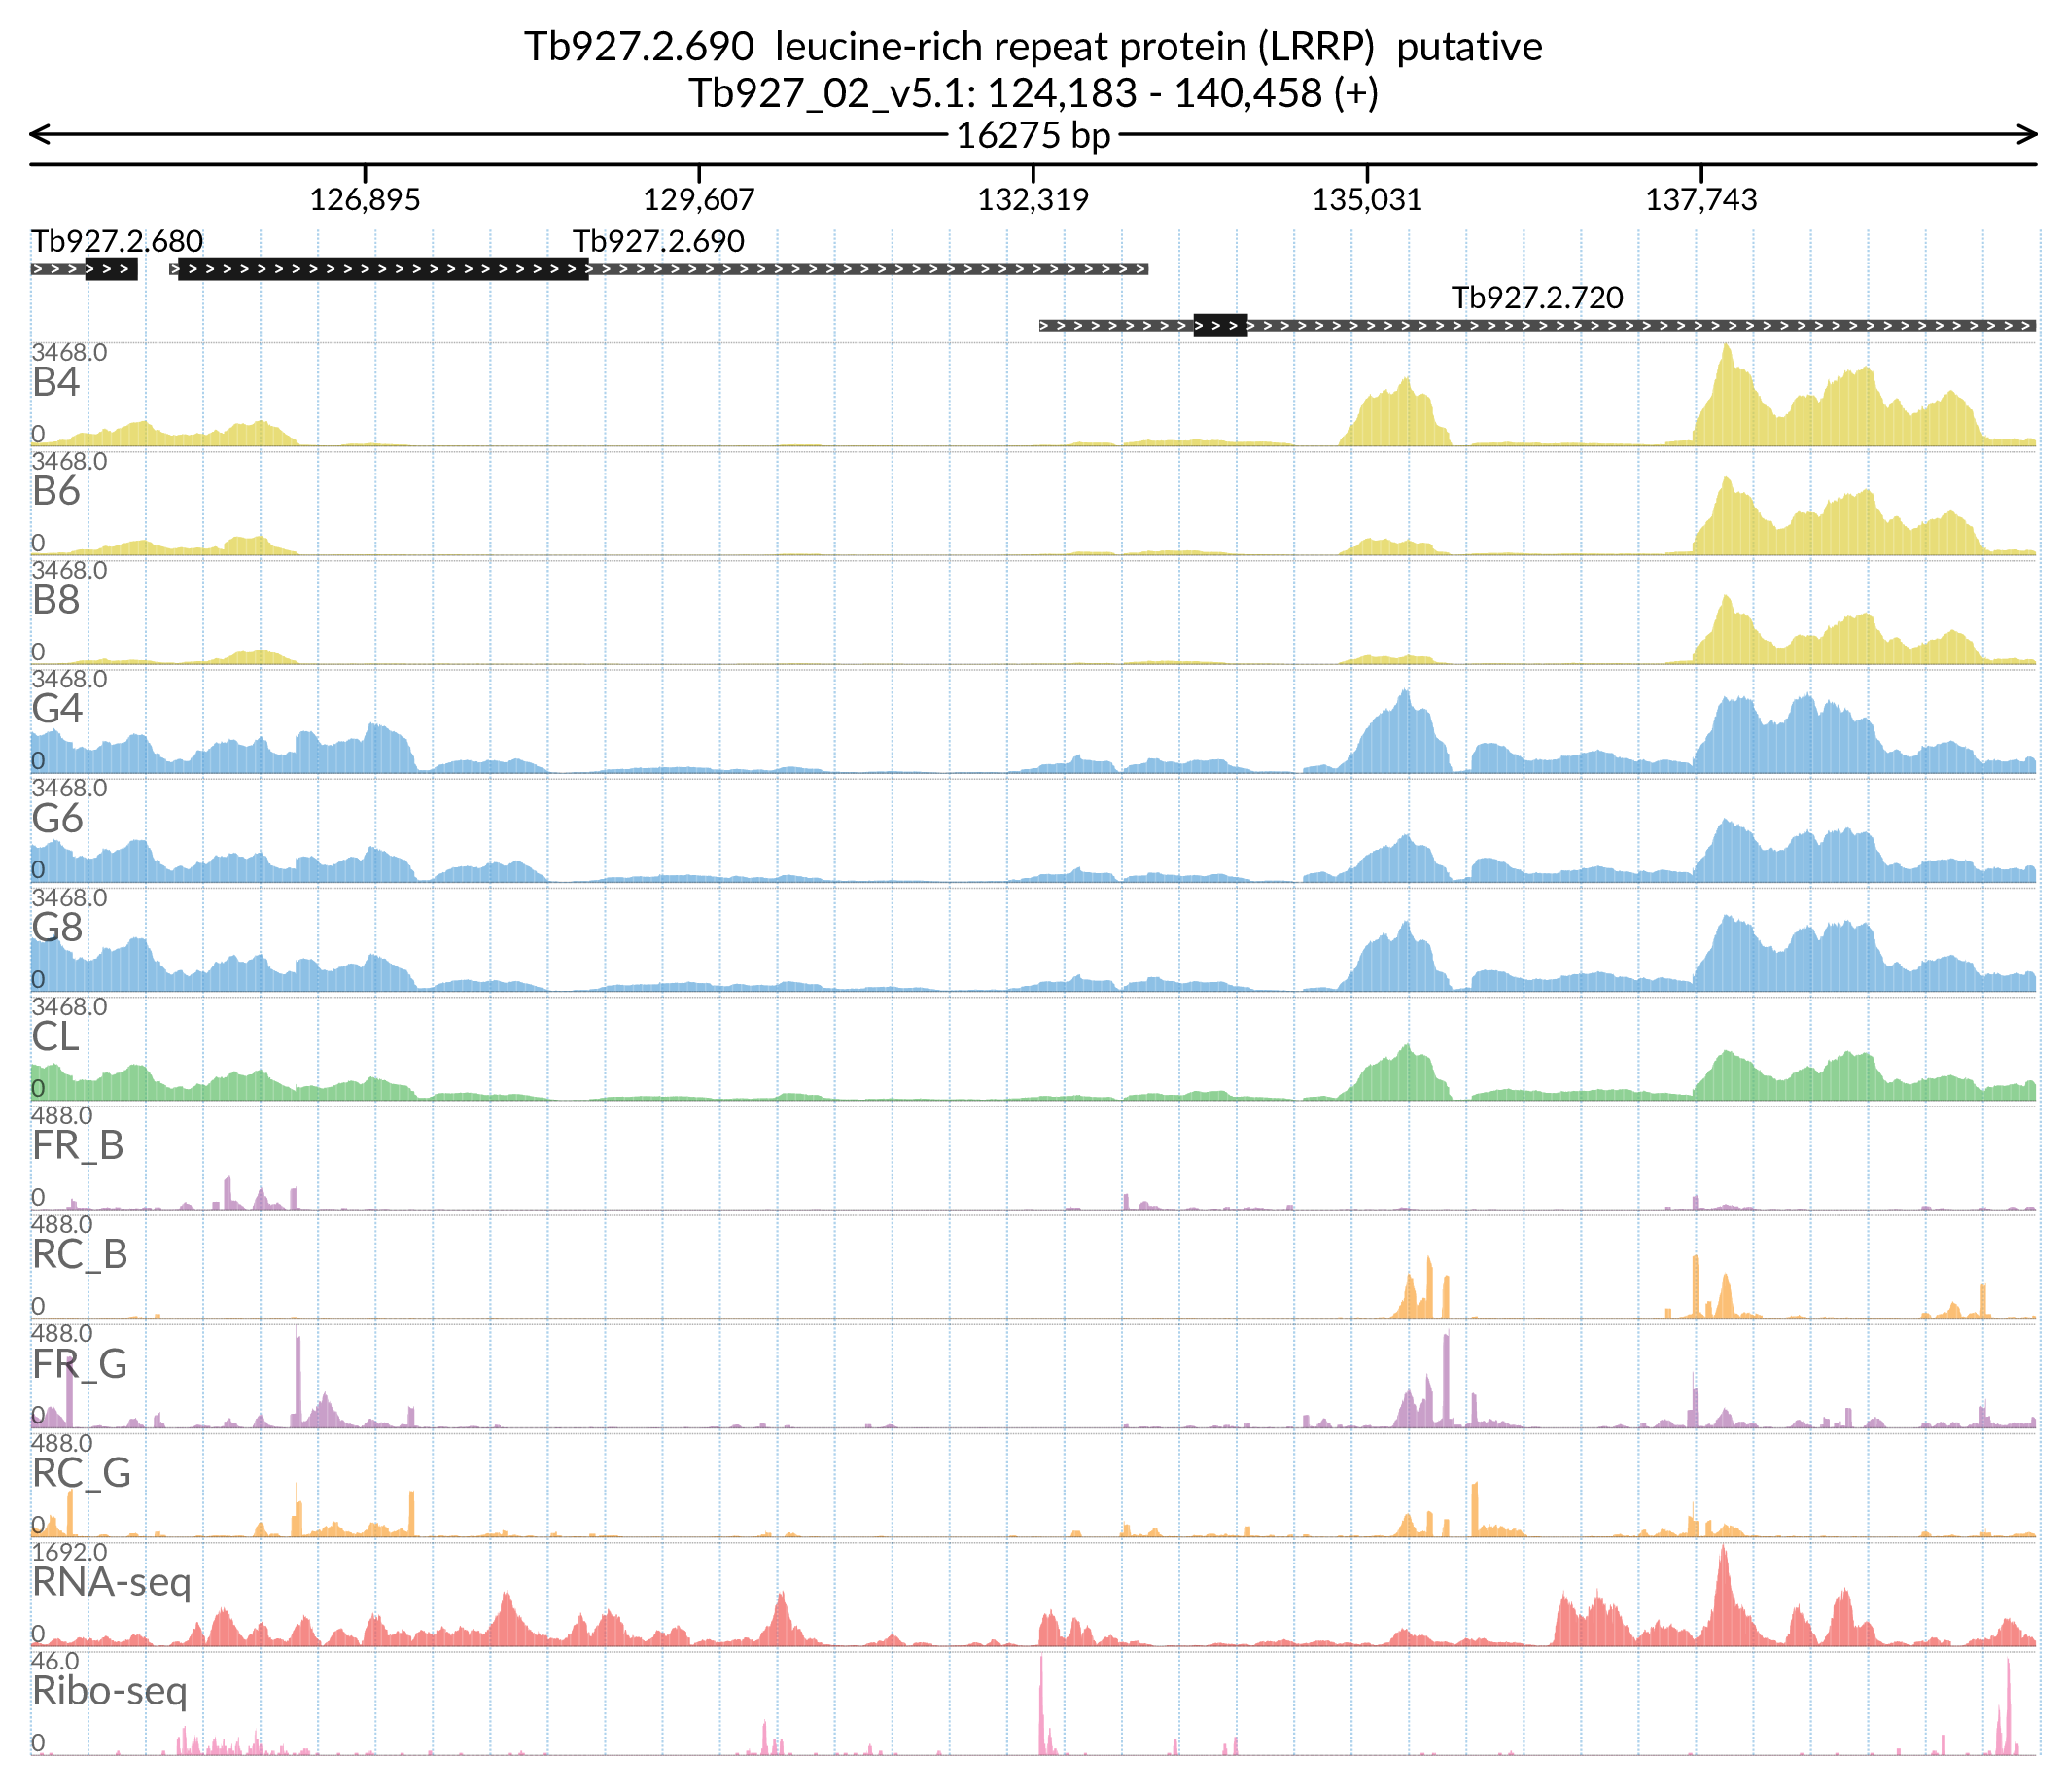 Tb927.2.690  leucine-rich repeat protein (LRRP)  putative
Tb927_02_v5.1: 124,183 - 140,458 (+)
16275 bp
126,895 129,607 132,319 135,031 137,743
Tb927.2.680 Tb927.2.690
Tb927.2.720
3468.0
B4
0
3468.0
B6
0
3468.0
B8
0
3468.0
G4
0
3468.0
G6
0
3468.0
G8
0
3468.0
CL
0
488.0
FR_B
0
488.0
RC_B
0
488.0
FR_G
0
488.0
RC_G
0
1692.0
RNA-seq
0
46.0
Ribo-seq
0